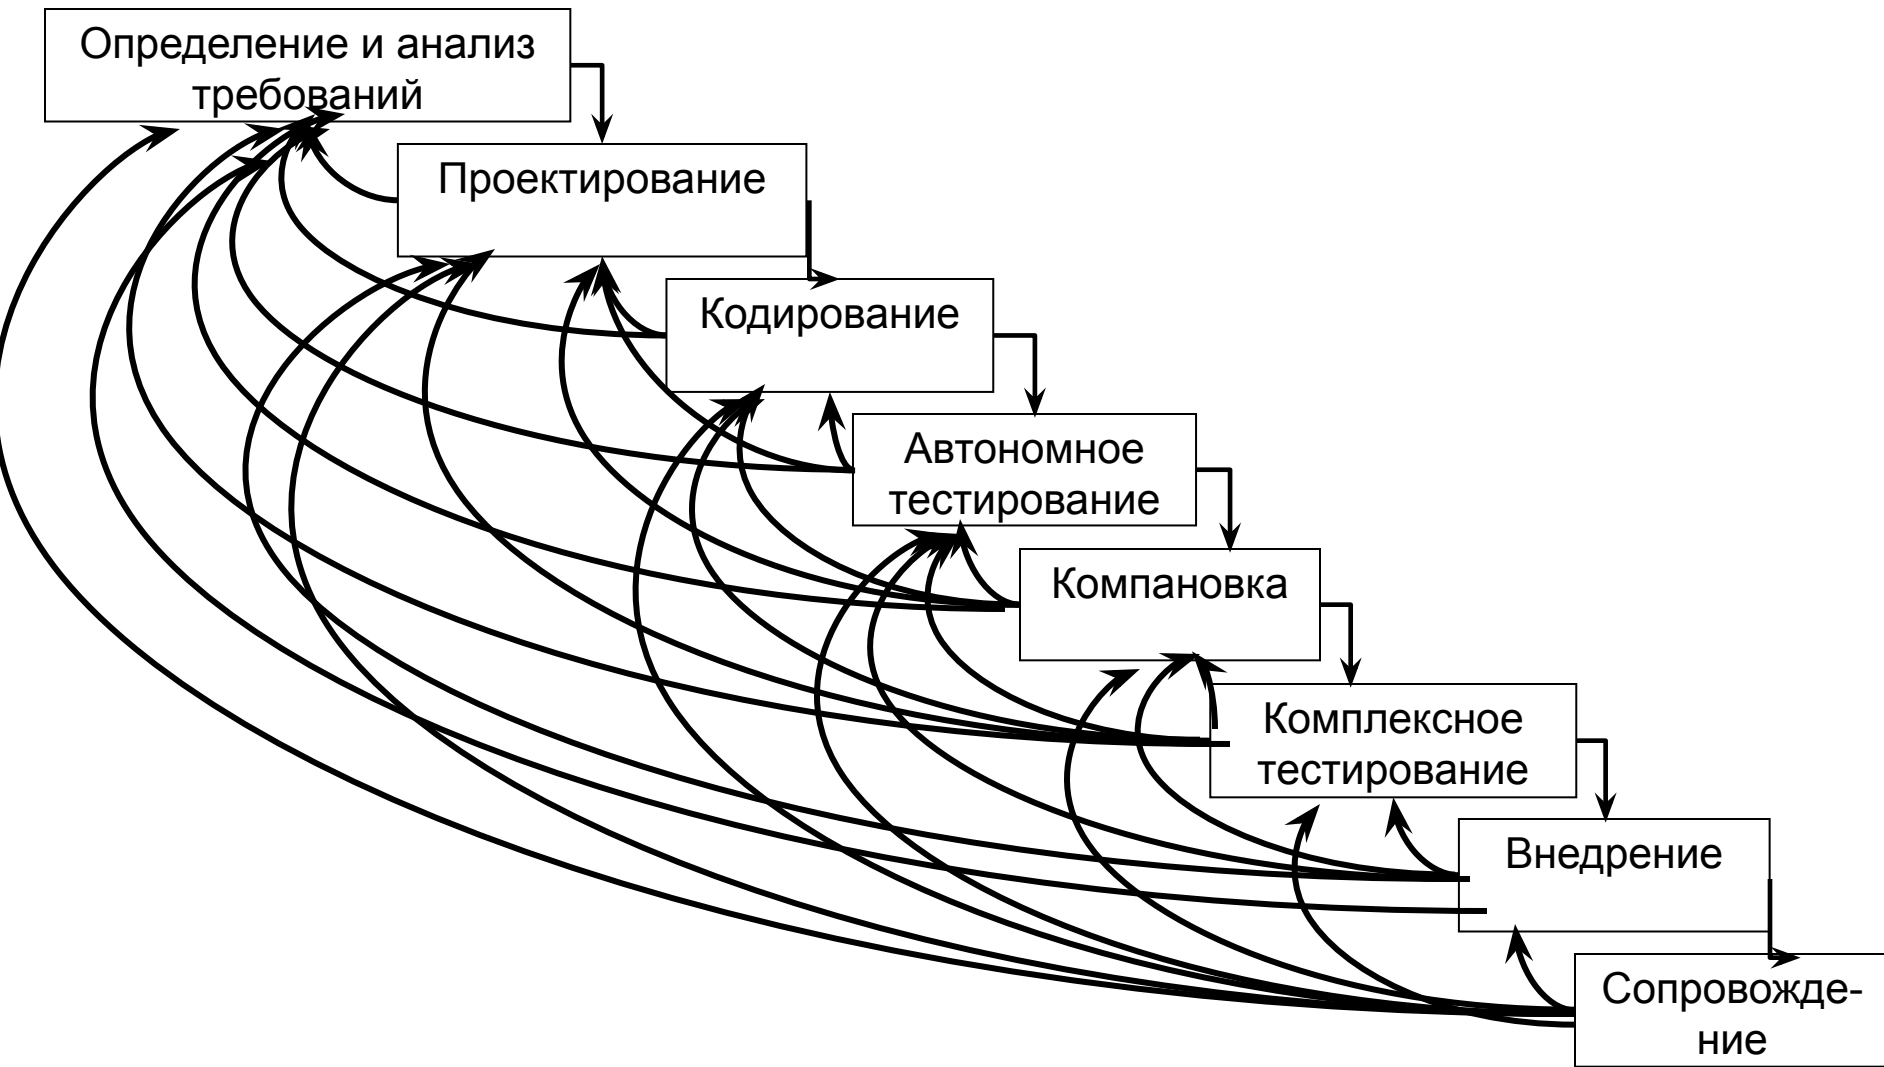 Определение и анализ
требований
Проектирование
Кодирование
Автономное
тестирование
Компановка
Комплексное
тестирование
Внедрение
Сопровожде-
ние